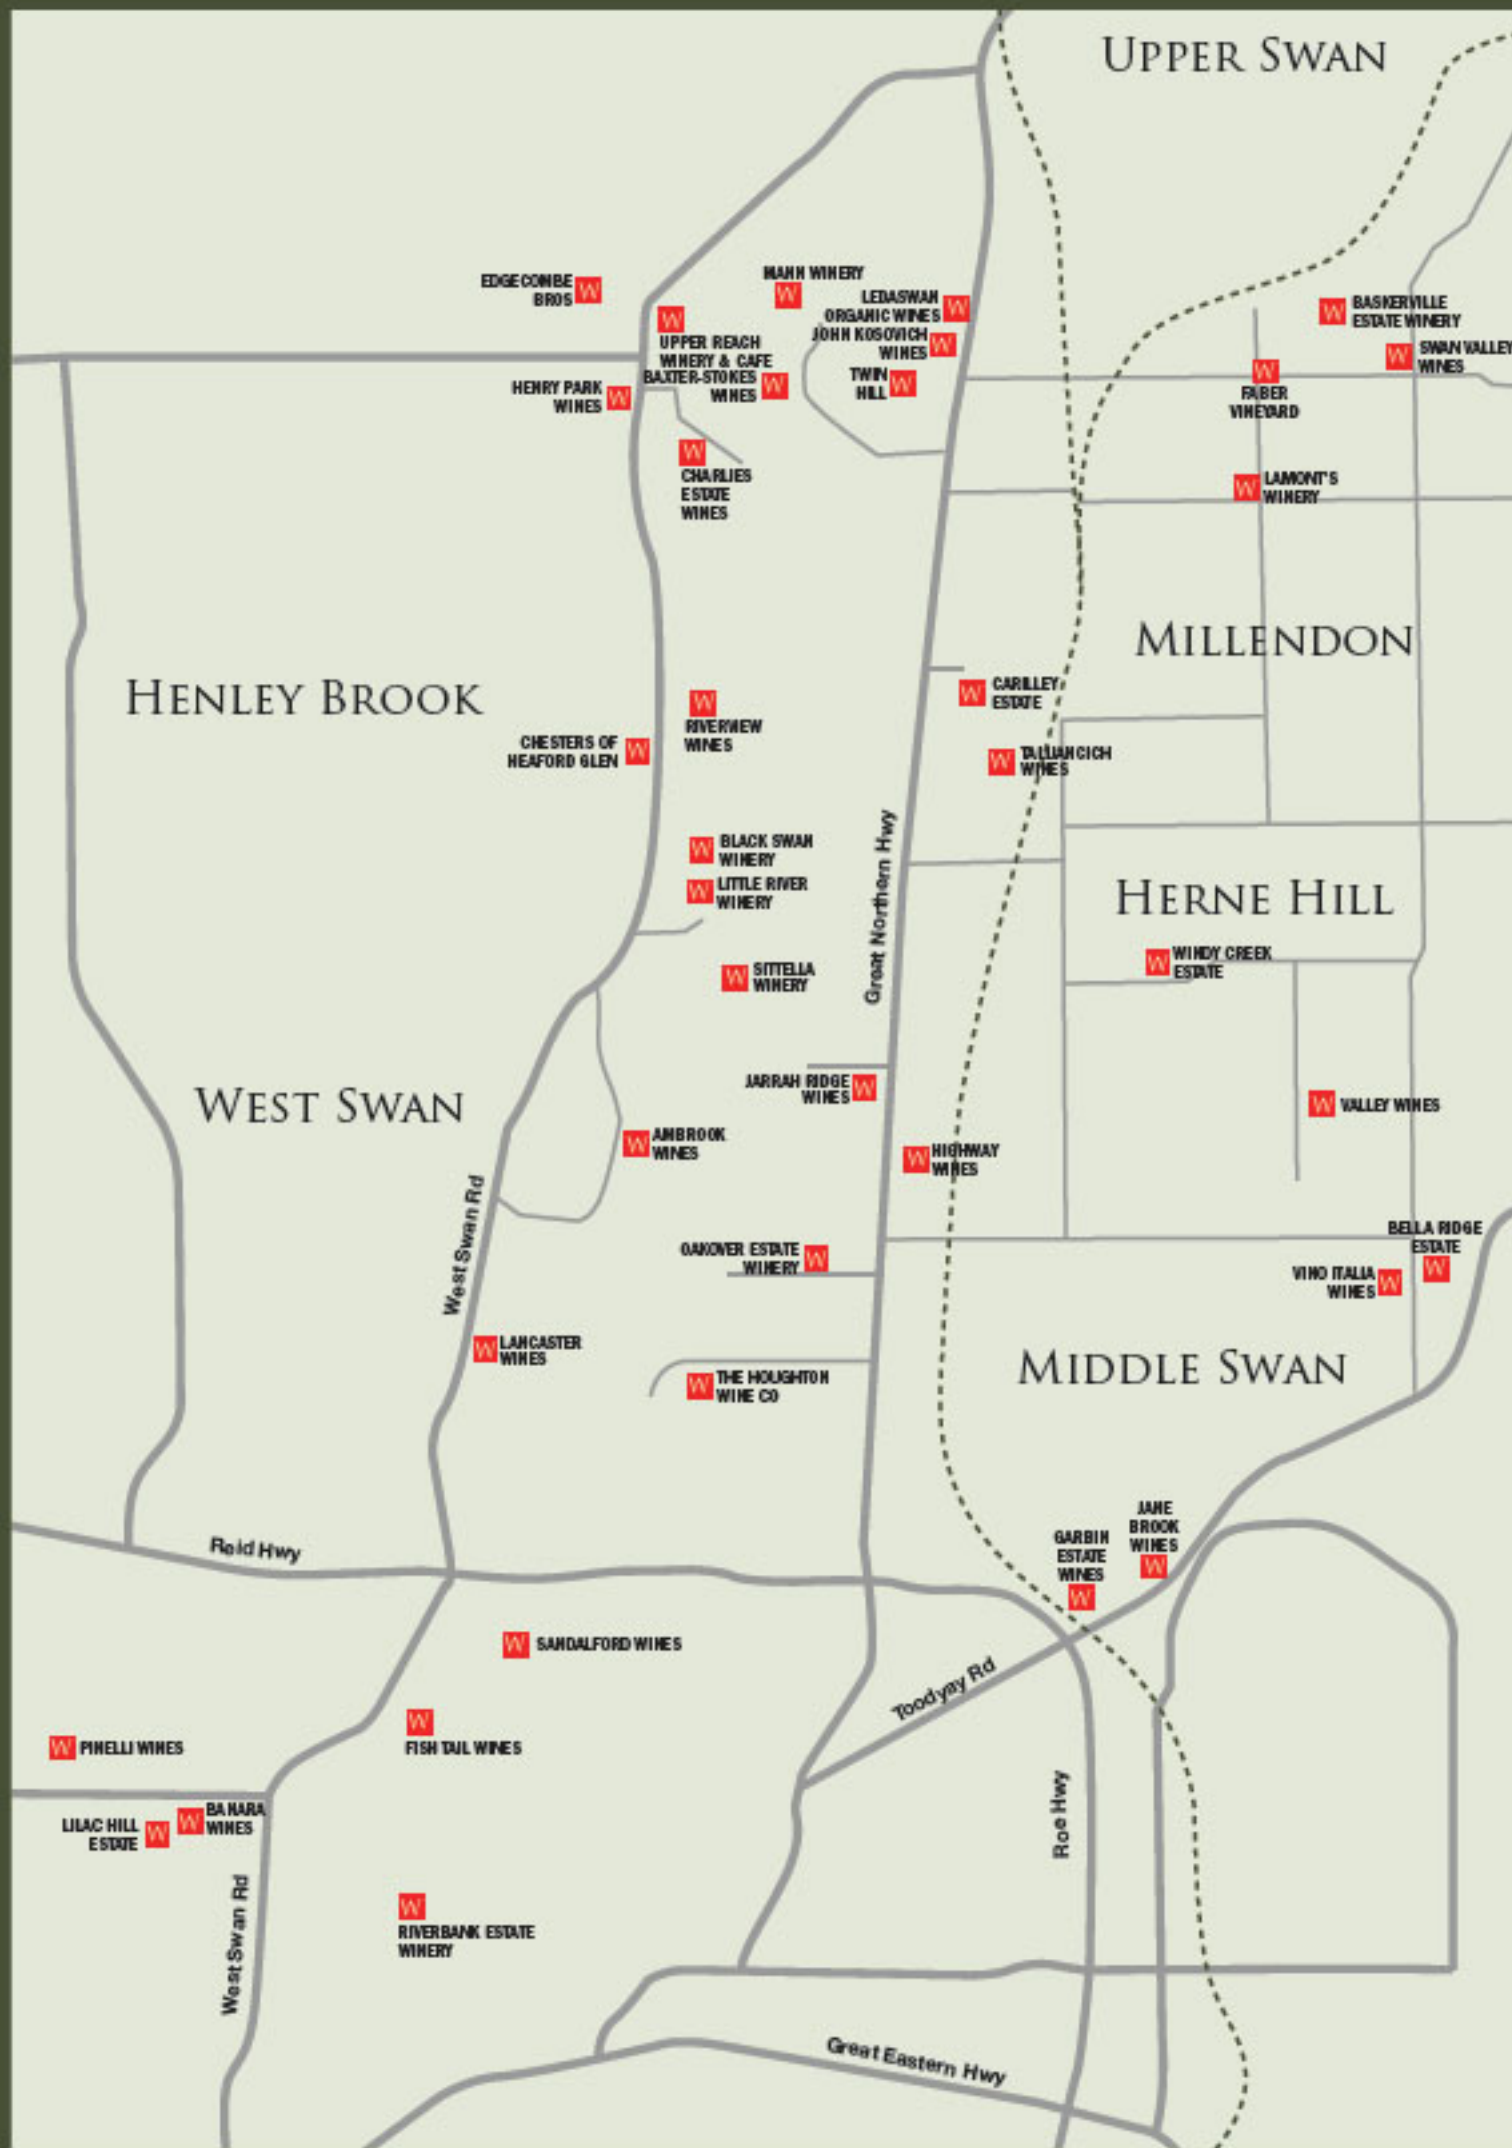 UPPER SWAN
EDGECOMBE
BROS
W
MANN WINERY
W
LEDASWAN
ORGANIC WINES
W
W
UPPER REACH
WINERY & CAFE
JOHN KOSOVICH
WINES
W
BASKERVILLE
ESTATE WINERY
W
SWAN VALLEY
WINES
W
HENRY PARK
WINES
W
BAXTER-STOKES
WINES
W
TWIN
HILL
W
W
FABER
VINEYARD
W
CHARLIES
ESTATE
WINES
W
LAMONT'S
WINERY
MILLENDON
HENLEY BROOK
W
RIVERVIEW
WINES
W
CARILLEY
ESTATE
CHESTERS OF
HEAFORD GLEN
W
W
TALIJANCICH
WINES
W
BLACK SWAN
WINERY
W
LITTLE RIVER
WINERY
Great Northern Hwy
HERNE HILL
W
WINDY CREEK
ESTATE
W
SITTELLA
WINERY
WEST SWAN
JARRAH RIDGE
WINES
W
W
VALLEY WINES
W
AMBROOK
WINES
W
HIGHWAY
WINES
West Swan Rd
OAKOVER ESTATE
WINERY
W
BELLA RIDGE
ESTATE
W
VINO ITALIA
WINES
W
W
LANCASTER
WINES
W
THE HOUGHTON
WINE CO
MIDDLE SWAN
JANE
BROOK
WINES
W
GARBIN
ESTATE
WINES
W
Reid Hwy
W
SANDALFORD WINES
Toodyay Rd
W
PINELLI WINES
W
FISH TAIL WINES
LILAC HILL
ESTATE
W
W
BAHARA
WINES
Roe Hwy
West Swan Rd
W
RIVERBANK ESTATE
WINERY
Great Eastern Hwy